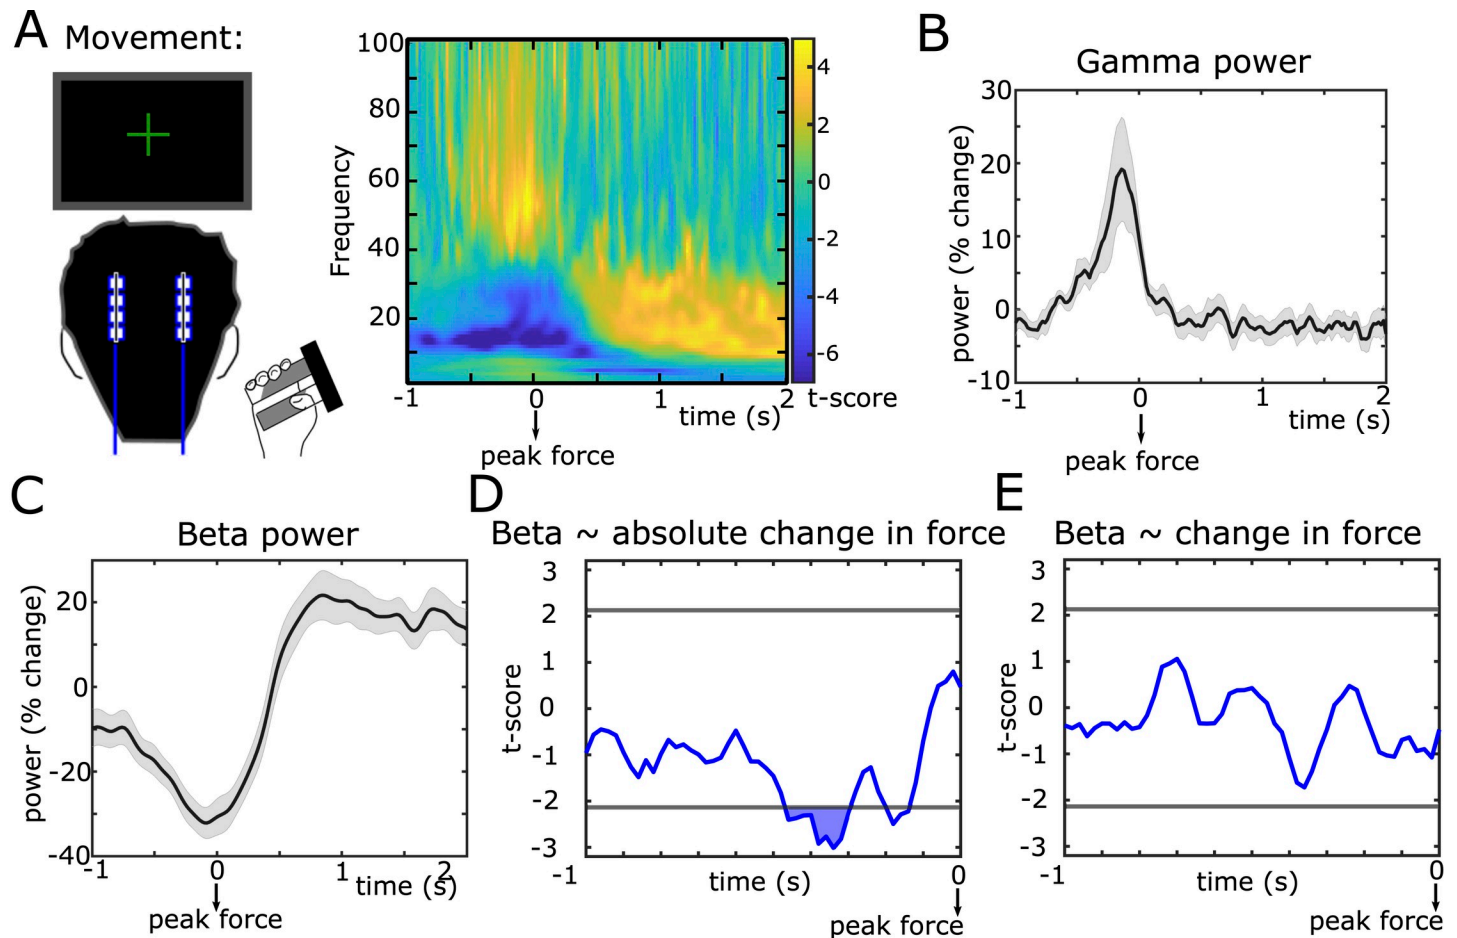 A Movement:
100
80
60
40
20
Frequency
-1 0 1 2
time (s)
peak force
4
2
0
-2
-4
-6
t-score
B
Gamma power
30
20
10
0
-10
power (% change)
-1 0 1 2
time (s)
peak force
C
Beta power
20
0
-20
-40
power (% change)
-1 0 1 2
time (s)
peak force
D
Beta ~ absolute change in force
3
2
1
0
-1
-2
-3
t-score
-1 0
time (s)
peak force
E
Beta ~ change in force
3
2
1
0
-1
-2
-3
t-score
-1 0
time (s)
peak force